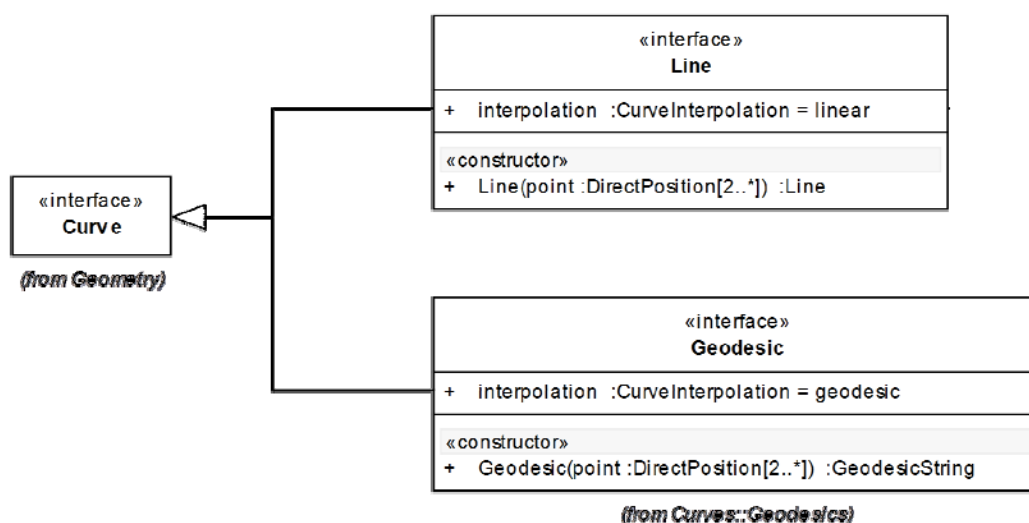 «interface»
Line
+ interpolation :CurveInterpolation = linear
«constructor»
+ Line(point :DirectPosition[2..*]) :Line
«interface»
Curve
(from Geometry)
«interface»
Geodesic
+ interpolation :CurveInterpolation = geodesic
«constructor»
+ Geodesic(point :DirectPosition[2..*]) :GeodesicString
(from Curves::Geodesics)